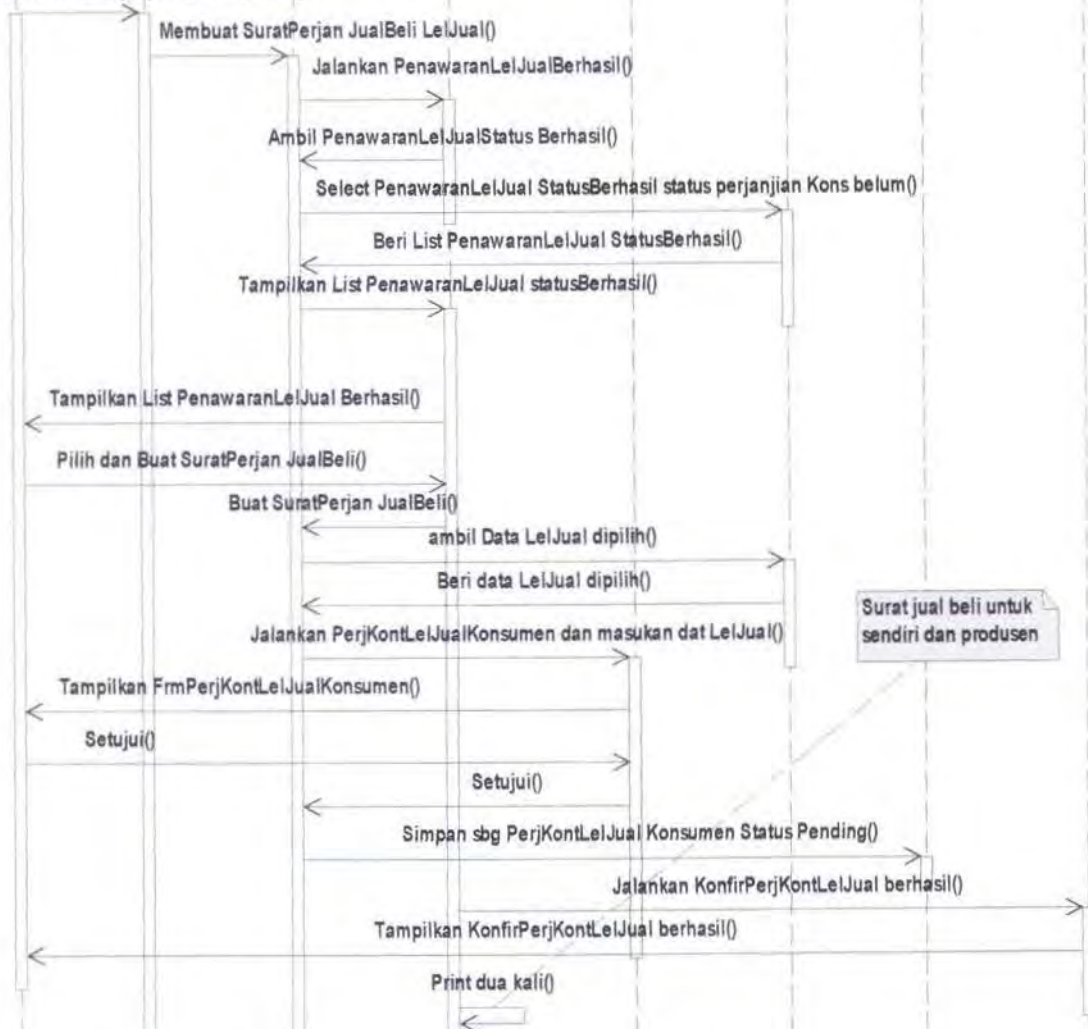 Membuat SuratPerjan JualBeli LelJual()
Jalankan PenawaranLelJualBerhasil()
Ambil PenawaranLelJualStatus Berhasil()
Select PenawaranLelJual StatusBerhasil status perjanjian Kons belum()
Beri List PenawaranLelJual StatusBerhasil()
Tampilkan List PenawaranLelJual statusBerhasil()
Tampilkan List PenawaranLelJual Berhasil()
Pilih dan Buat SuratPerjan JualBeli()
Buat SuratPerjan JualBeli()
ambil Data LelJual dipilih()
Beri data LelJual dipilih()
Surat jual beli untuk
sendiri dan produsen
Jalankan PerjKontLelJualKonsumen dan masukan dat LelJual()
Tampilkan FrmPerjKontLelJualKonsumen()
Setujui()
Setujui()
Simpan sbg PerjKontLelJual Konsumen Status Pending()
Jalankan KonfirPerjKontLelJual berhasil()
Tampilkan KonfirPerjKontLelJual berhasil()
Print dua kali()